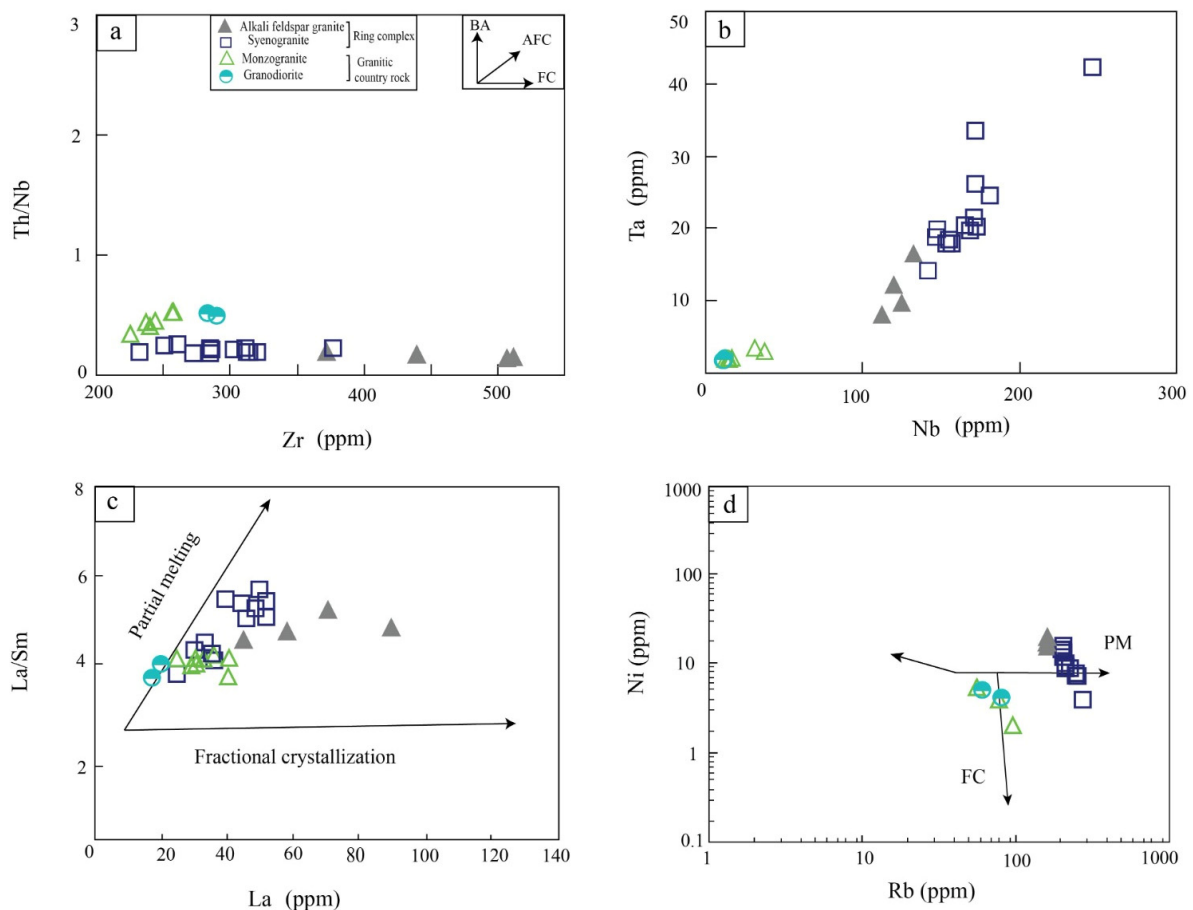 a
3
2
1
0
Th/Nb
200
300
400
500
Zr (ppm)
Alkali feldspar granite
Syenogranite
Ring complex
Monzogranite
Granodiorite
Granitic
country rock
BA
AFC
FC
b
50
40
30
20
10
0
Ta (ppm)
100
200
300
Nb (ppm)
c
8
6
4
2
0
La/Sm
Partial melting
Fractional crystallization
20
40
60
80
100
120
140
La (ppm)
d
1000
100
10
1
0.1
Ni (ppm)
PM
FC
1
10
100
1000
Rb (ppm)